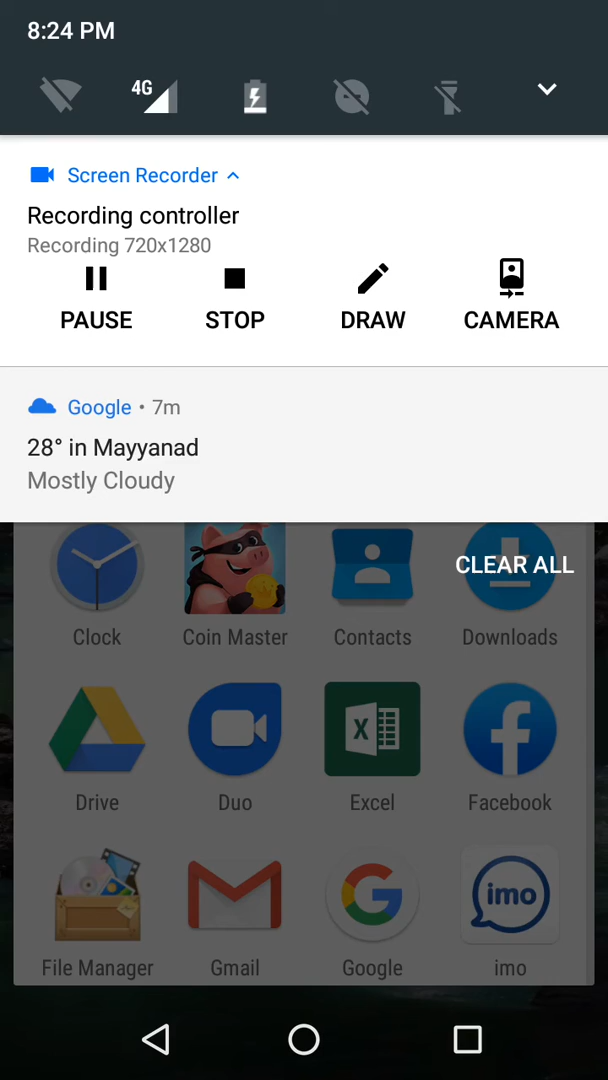 8:24 PM
4G
Screen Recorder
Recording controller
Recording 720x1280
PAUSE STOP DRAW CAMERA
Google • 7m
28° in Mayyanad
Mostly Cloudy
CLEAR ALL
Clock Coin Master Contacts Downloads
X
f
Drive Duo Excel Facebook
G
imo
File Manager Gmail Google imo